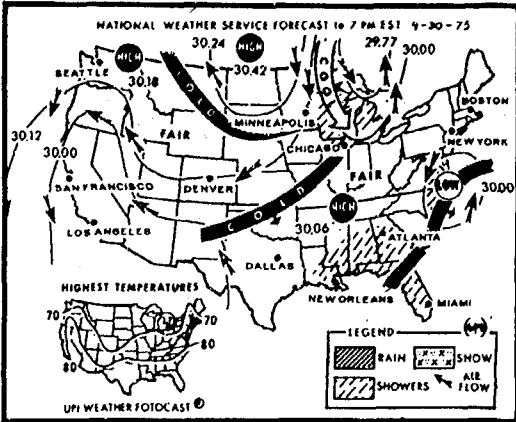 NATIONAL WEATHER SERVICE FORECAST to 7 PM EST 4-30-75
30.24
HIGH
30.42
29.77
30.00
HIGH
SEATTLE
30.18
COLD
COLD
BOSTON
30.12
30.00
FAIR
MINNEAPOLIS
CHICAGO
NEW YORK
FAIR
LOW
SAN FRANCISCO
DENVER
30.00
COLD
HIGH
30.06
LOS ANGELES
ATLANTA
DALLAS
NEW ORLEANS
MIAMI
HIGHEST TEMPERATURES
70
70
80
80
UPI WEATHER FOTOCAST
LEGEND
RAIN
SHOW
SHOWERS
AIR
FLOW